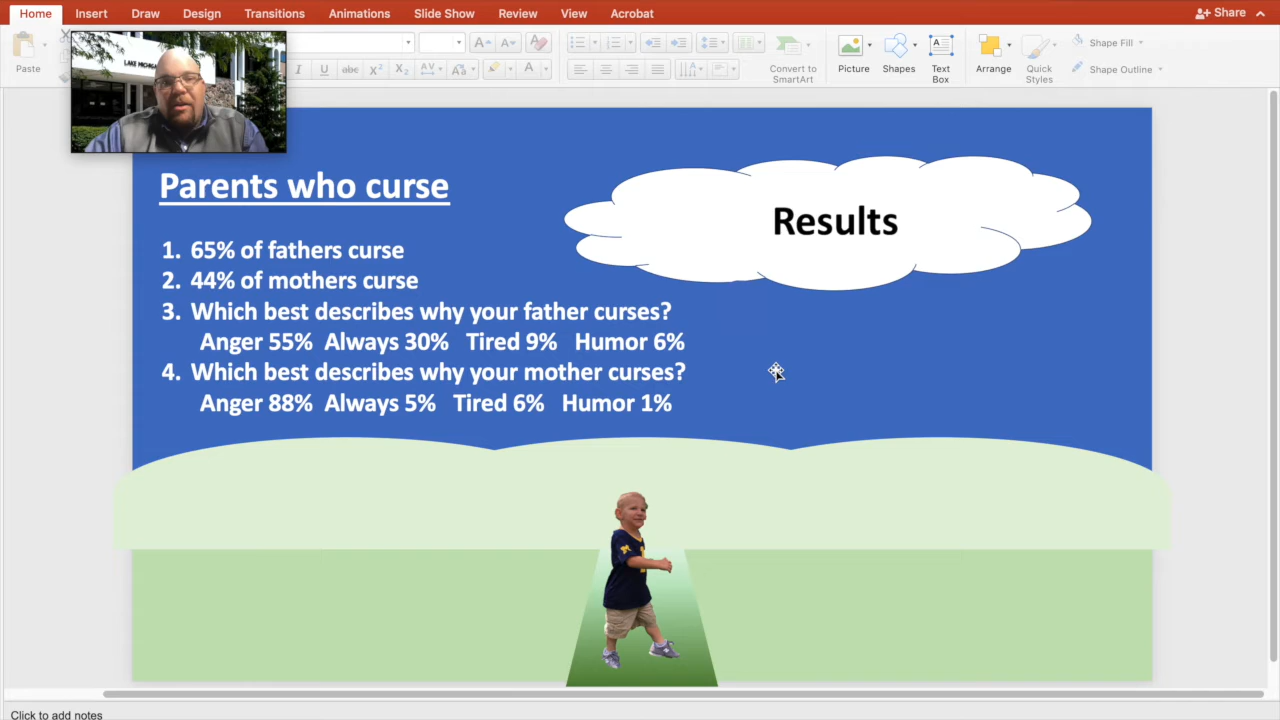 Home Insert Draw Design Transitions Animations Slide Show Review View Acrobat Share
Paste
Convert to
SmartArt
Picture
Shapes
Text
Box
Arrange
Quick
Styles
Shape Fill
Shape Outline
Parents who curse
1. 65% of fathers curse
2. 44% of mothers curse
3. Which best describes why your father curses?
Anger 55% Always 30% Tired 9% Humor 6%
4. Which best describes why your mother curses?
Anger 88% Always 5% Tired 6% Humor 1%
Results
Click to add notes